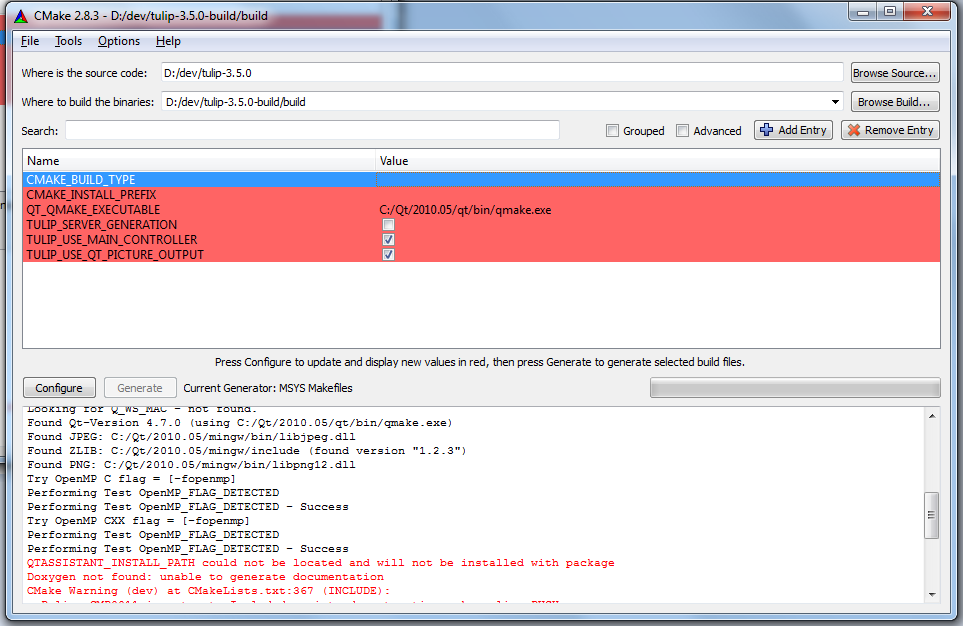 CMake 2.8.3 - D:/dev/tulip-3.5.0-build/build
File Tools Options Help
Where is the source code: D:/dev/tulip-3.5.0 Browse Source...
Where to build the binaries: D:/dev/tulip-3.5.0-build/build Browse Build...
Search: Grouped Advanced Add Entry Remove Entry
Name Value
CMAKE_BUILD_TYPE
CMAKE_INSTALL_PREFIX
QT_QMAKE_EXECUTABLE C:/Qt/2010.05/qt/bin/qmake.exe
TULIP_SERVER_GENERATION
TULIP_USE_MAIN_CONTROLLER
TULIP_USE_QT_PICTURE_OUTPUT
Press Configure to update and display new values in red, then press Generate to generate selected build files.
Configure Generate Current Generator: MSYS Makefiles
Looking for Q_WS_MAC - not found.
Found Qt-Version 4.7.0 (using C:/Qt/2010.05/qt/bin/qmake.exe)
Found JPEG: C:/Qt/2010.05/mingw/bin/libjpeg.dll
Found ZLIB: C:/Qt/2010.05/mingw/include (found version "1.2.3")
Found PNG: C:/Qt/2010.05/mingw/bin/libpng12.dll
Try OpenMP C flag = [-fopenmp]
Performing Test OpenMP_FLAG_DETECTED
Performing Test OpenMP_FLAG_DETECTED - Success
Try OpenMP CXX flag = [-fopenmp]
Performing Test OpenMP_FLAG_DETECTED
Performing Test OpenMP_FLAG_DETECTED - Success
QTASSISTANT_INSTALL_PATH could not be located and will not be installed with package
Doxygen not found: unable to generate documentation
CMake Warning (dev) at CMakeLists.txt:367 (INCLUDE):